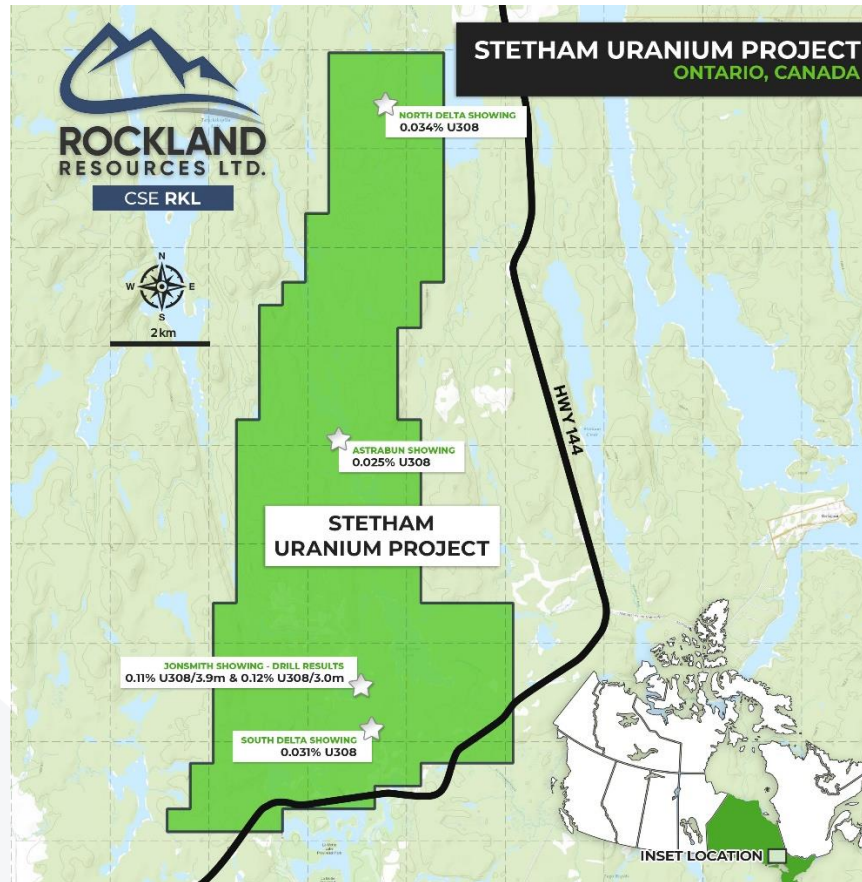 ROCKLAND
RESOURCES LTD.
CSE RKL
STETHAM URANIUM PROJECT
ONTARIO, CANADA
NORTH DELTA SHOWING
0.034% U308
N
W
E
S
2km
HWY 144
ASTRABUN SHOWING
0.025% U308
STETHAM
URANIUM PROJECT
JONSMITH SHOWING - DRILL RESULTS
0.11% U308/3.9m & 0.12% U308/3.0m
SOUTH DELTA SHOWING
0.031% U308
INSET LOCATION